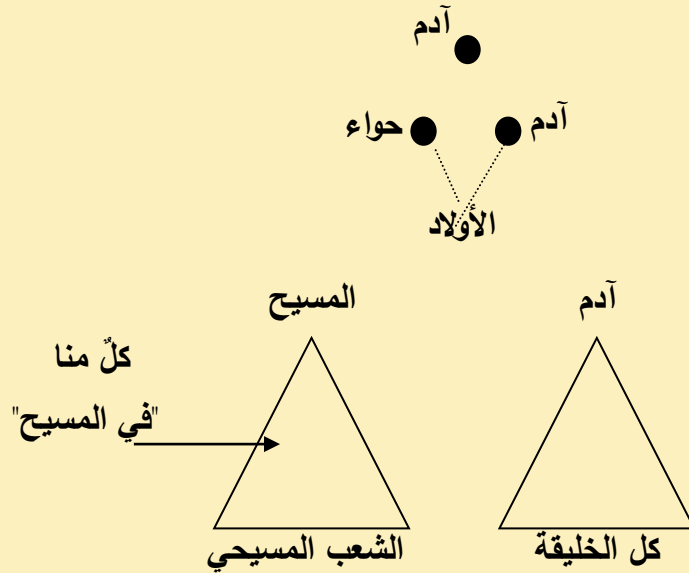 آدم
آدم
حواء
الأولاد
آدم
المسيح
كلٌ منا
"في المسيح"
كل الخليقة
الشعب المسيحي